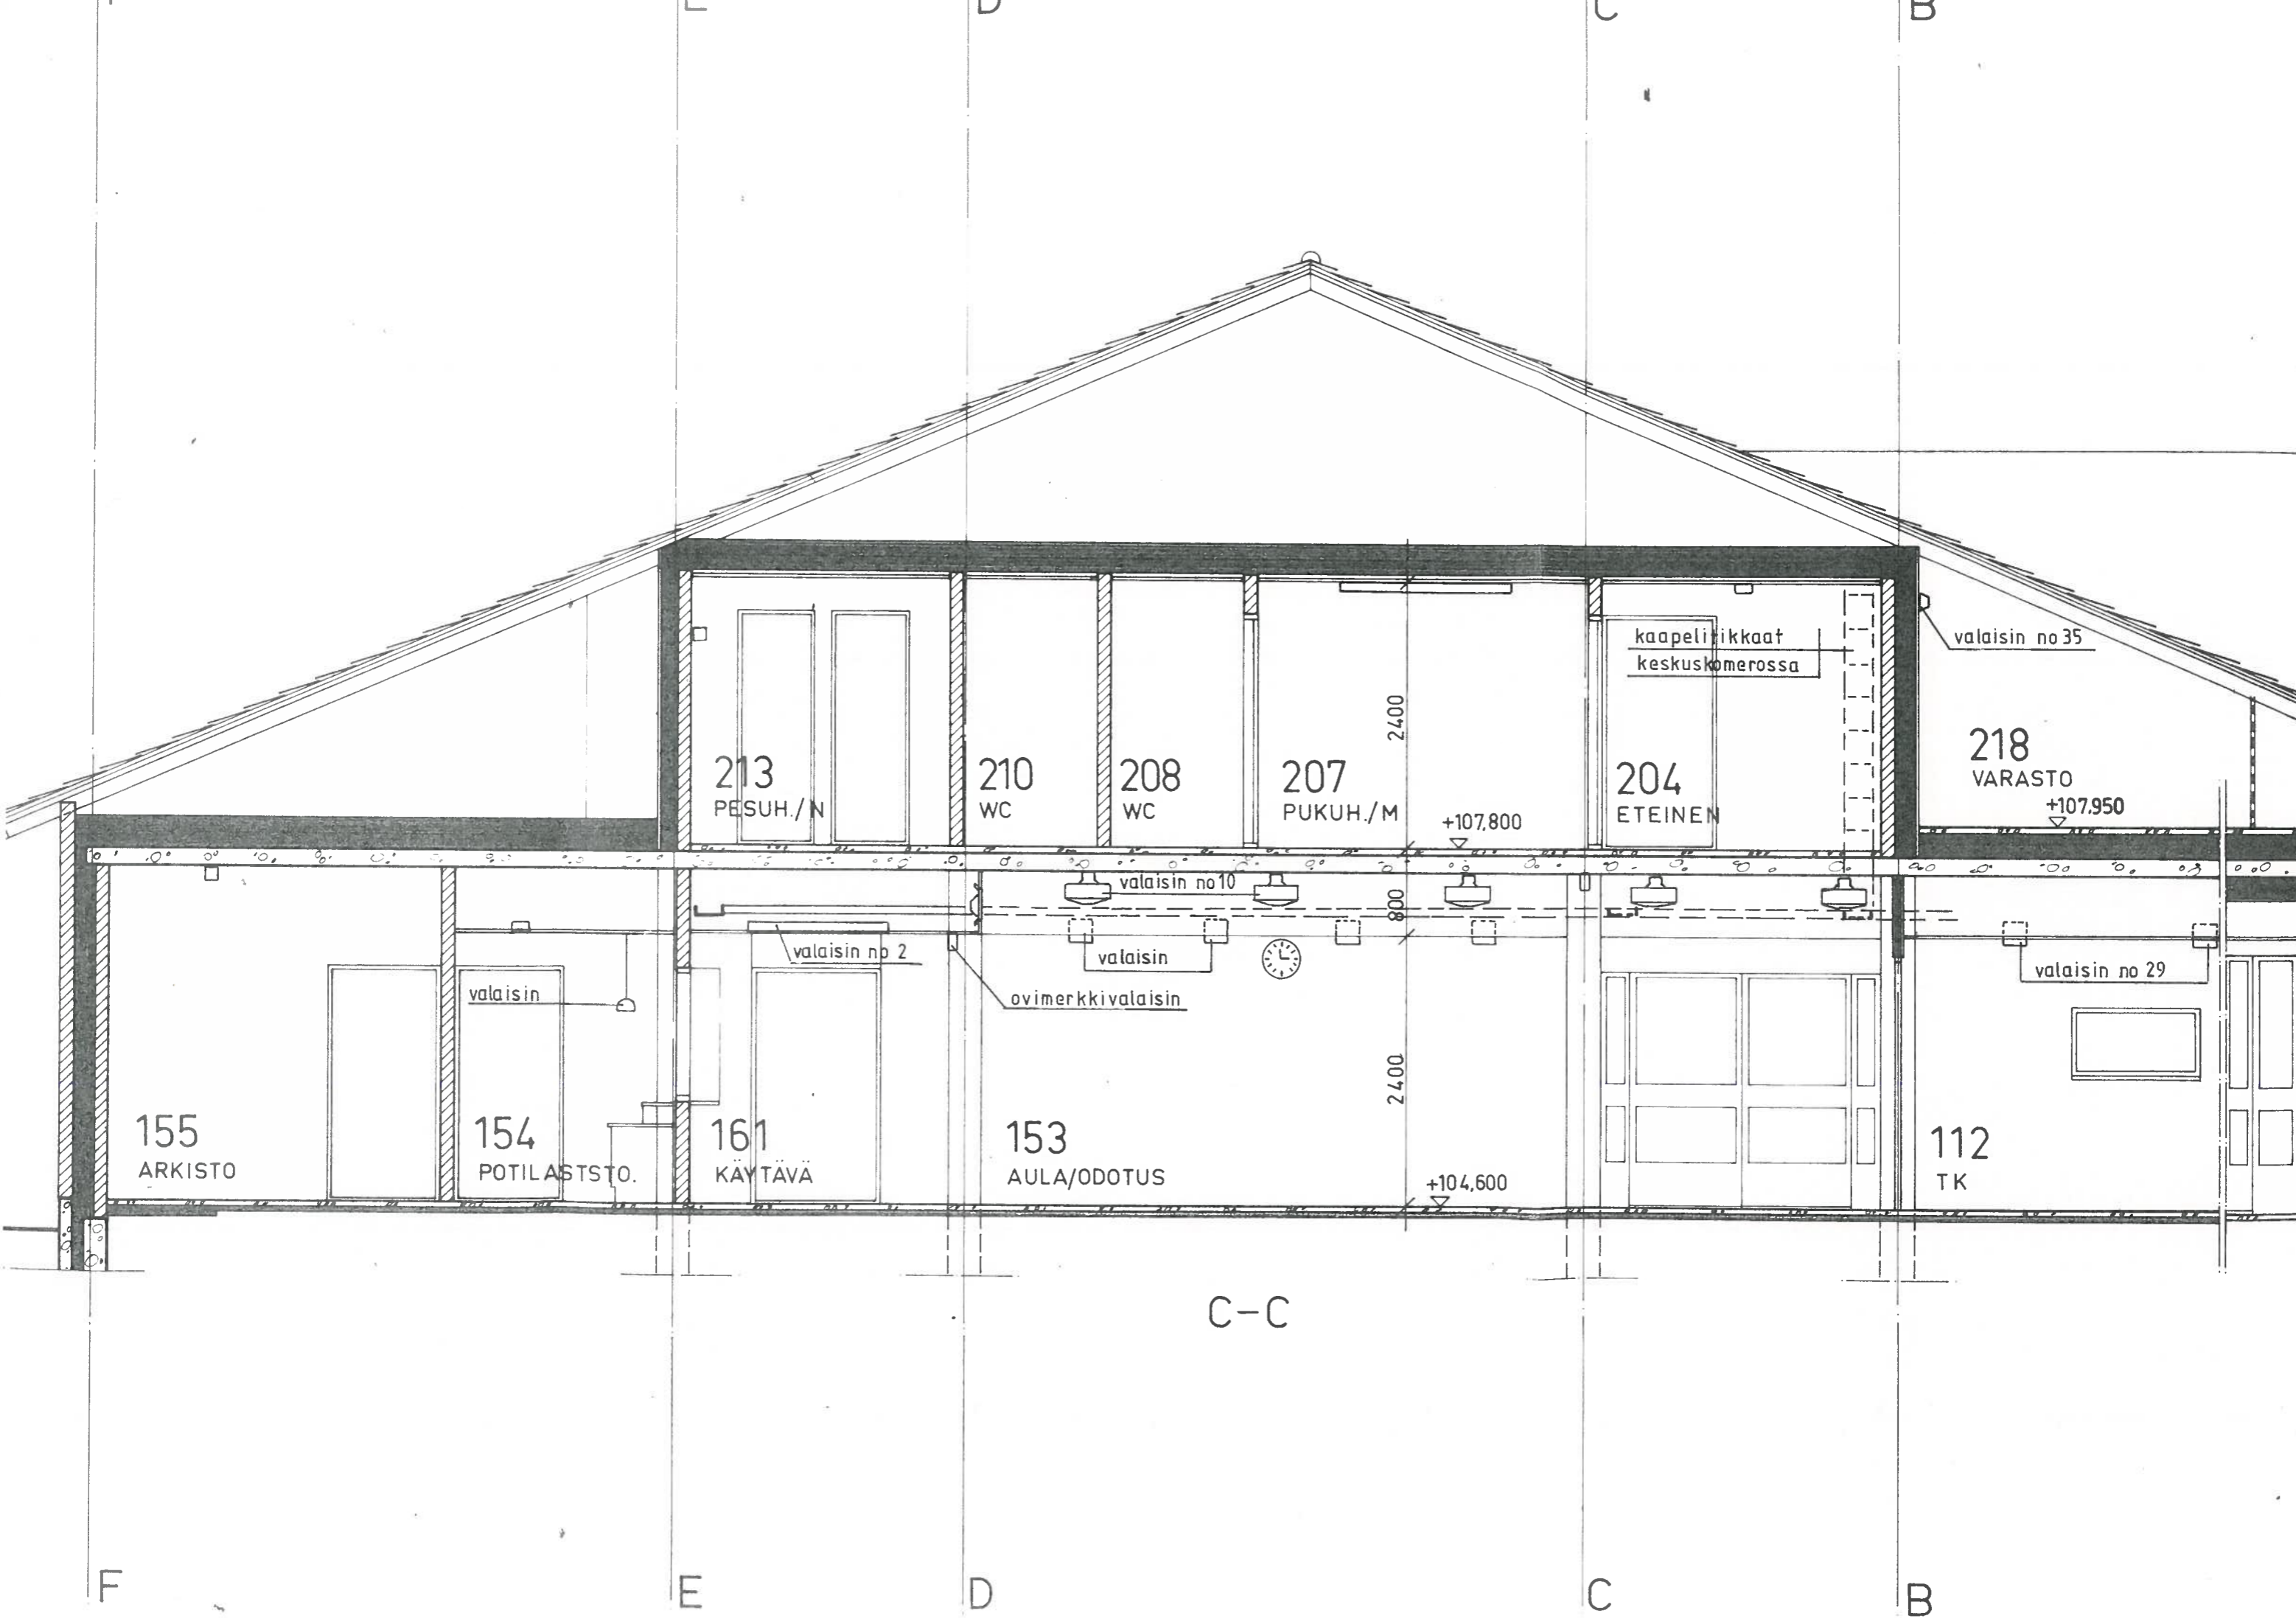 E
D
C
B
kaapelitikkaat
keskuskomerossa
valaisin no 35
2400
213
PESUH./N
210
WC
208
WC
207
PUKUH./M
+107.800
204
ETEINEN
218
VARASTO
+107.950
valaisin no 10
800
valaisin no 2
valaisin
valaisin no 29
valaisin
ovimerkkivalaisin
2400
155
ARKISTO
154
POTILASTSTO.
161
KÄYTÄVÄ
153
AULA/ODOTUS
+104,600
112
TK
C-C
F
E
D
C
B